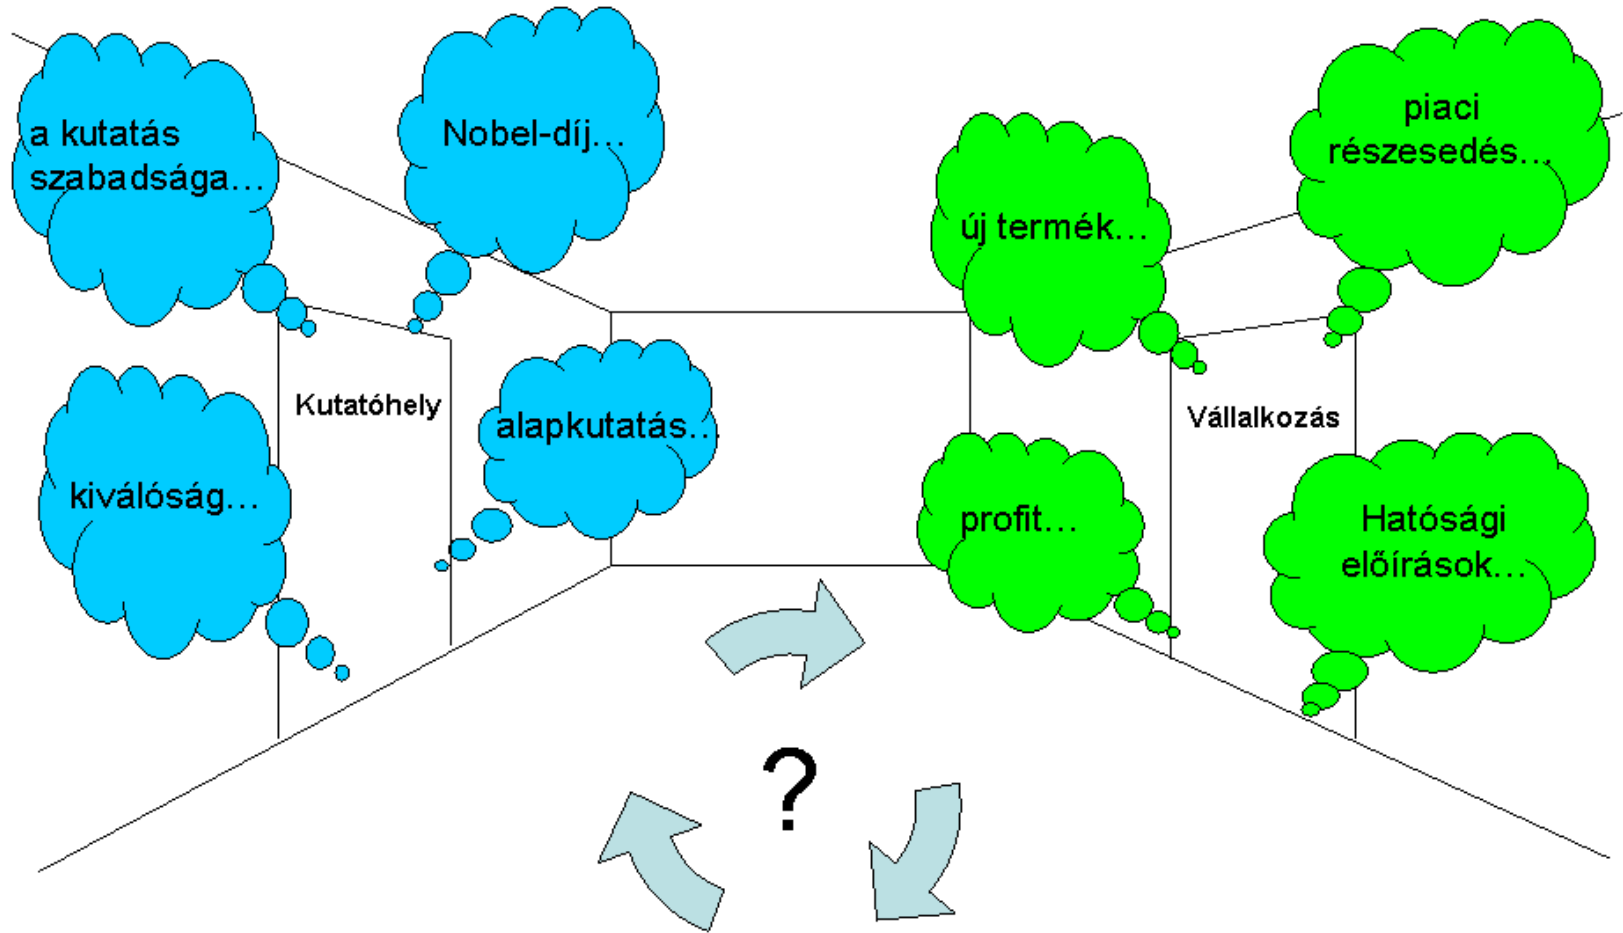 a kutatás
szabadsága…
Nobel-díj…
új termék…
piaci
részesedés…
Kutatóhely
alapkutatás…
Vállalkozás
kiválóság…
profit…
Hatósági
előírások…
?